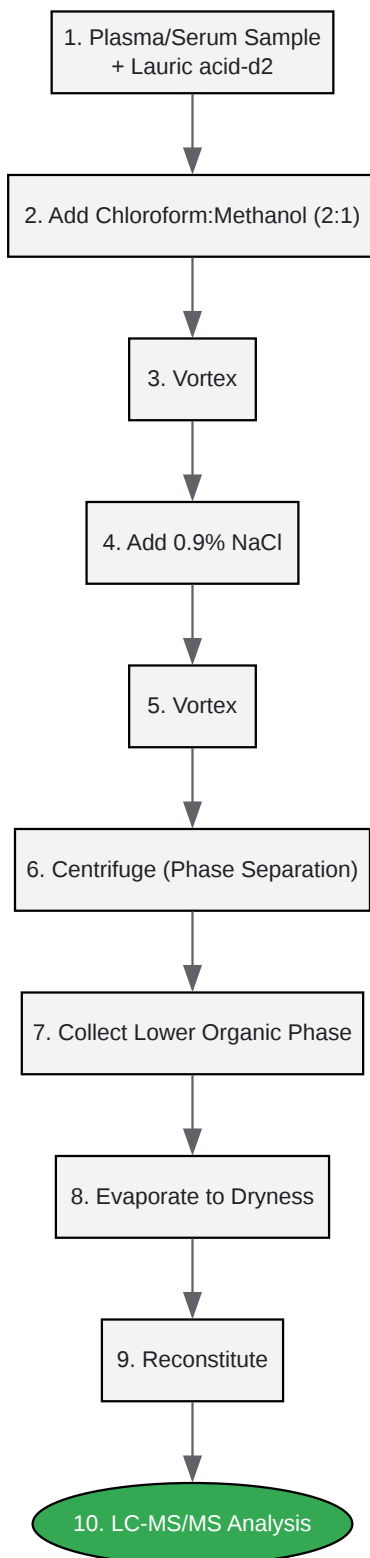 1. Plasma/Serum Sample
+ Lauric acid-d2
2. Add Chloroform:Methanol (2:1)
3. Vortex
4. Add 0.9% NaCl
5. Vortex
6. Centrifuge (Phase Separation)
7. Collect Lower Organic Phase
8. Evaporate to Dryness
9. Reconstitute
10. LC-MS/MS Analysis